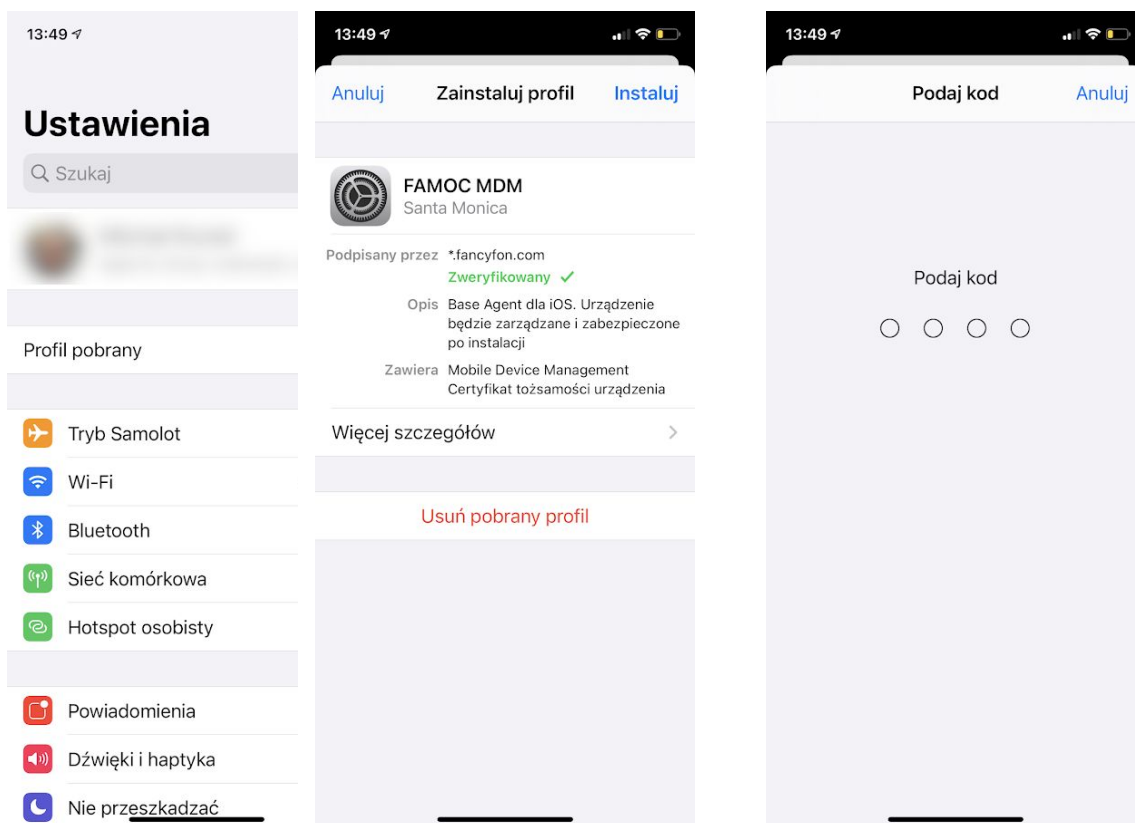 13:49
Ustawienia
Szukaj
Profil pobrany
Tryb Samolot
Wi-Fi
Bluetooth
Sieć komórkowa
Hotspot osobisty
Powiadomienia
Dźwięki i haptyka
Nie przeszkadzać
13:49
Anuluj Zainstaluj profil Instaluj
FAMOC MDM
Santa Monica
Podpisany przez *.fancyfon.com
Zweryfikowany ✓
Opis Base Agent dla iOS. Urządzenie
będzie zarządzane i zabezpieczone
po instalacji
Zawiera Mobile Device Management
Certyfikat tożsamości urządzenia
Więcej szczegółów
Usuń pobrany profil
13:49
Podaj kod Anuluj
Podaj kod